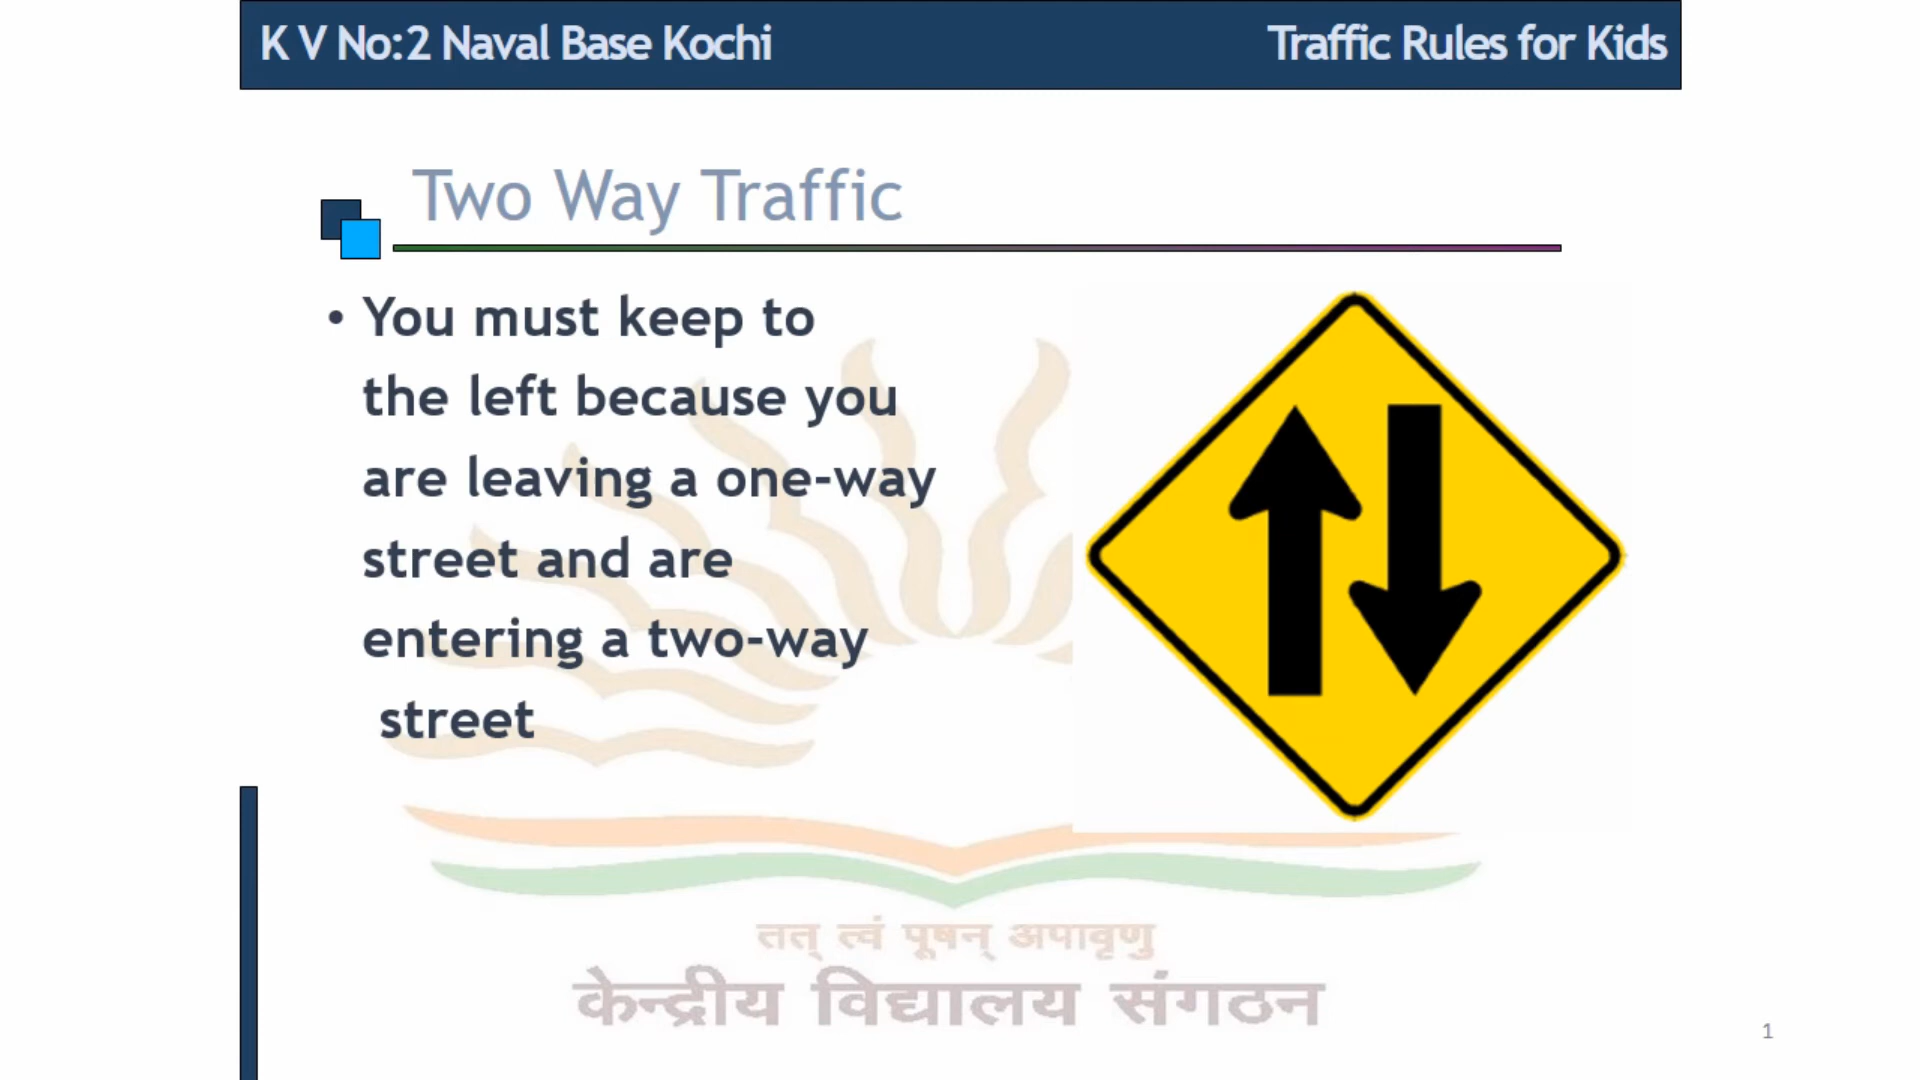 K V No:2 Naval Base Kochi
Traffic Rules for Kids
Two Way Traffic
• You must keep to
the left because you
are leaving a one-way
street and are
entering a two-way
street
तत् त्वं पूषन् अपावृणु
केन्द्रीय विद्यालय संगठन
1